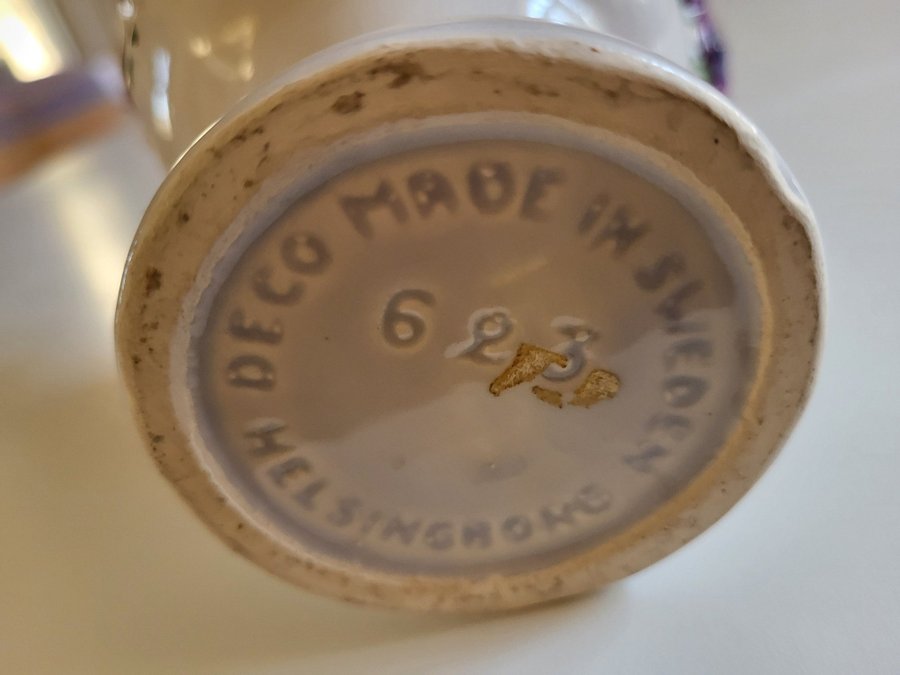 DECO MADE IN SWEDEN
HELSINGBORG
623